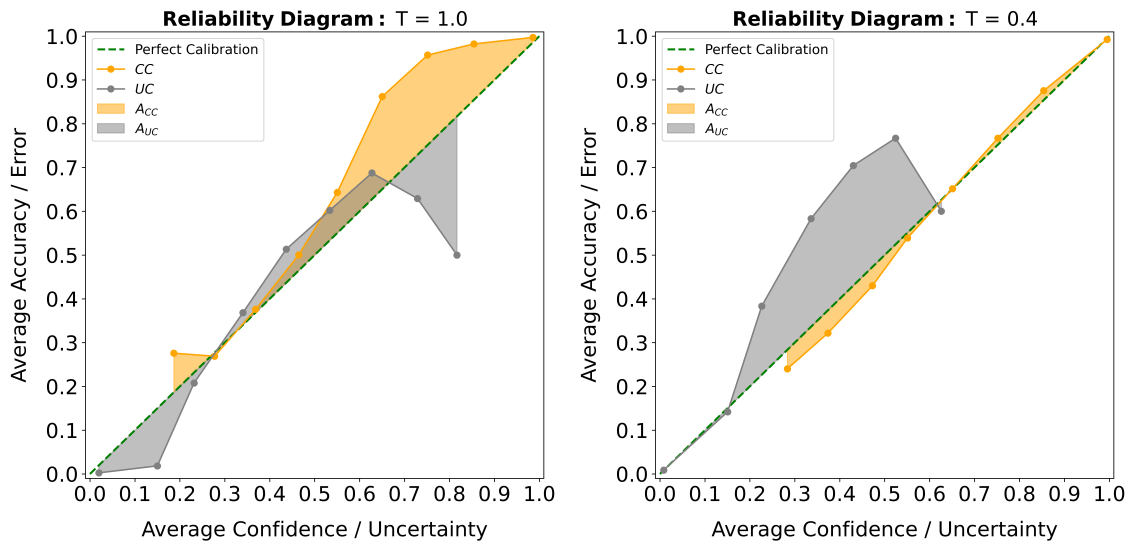 Reliability Diagram: T = 1.0
Perfect Calibration
CC
UC
A_CC
A_UC
1.0
0.9
0.8
0.7
0.6
0.5
0.4
0.3
0.2
0.1
0.0
Average Accuracy / Error
0.0 0.1 0.2 0.3 0.4 0.5 0.6 0.7 0.8 0.9 1.0
Average Confidence / Uncertainty
Reliability Diagram: T = 0.4
Perfect Calibration
CC
UC
A_CC
A_UC
1.0
0.9
0.8
0.7
0.6
0.5
0.4
0.3
0.2
0.1
0.0
Average Accuracy / Error
0.0 0.1 0.2 0.3 0.4 0.5 0.6 0.7 0.8 0.9 1.0
Average Confidence / Uncertainty